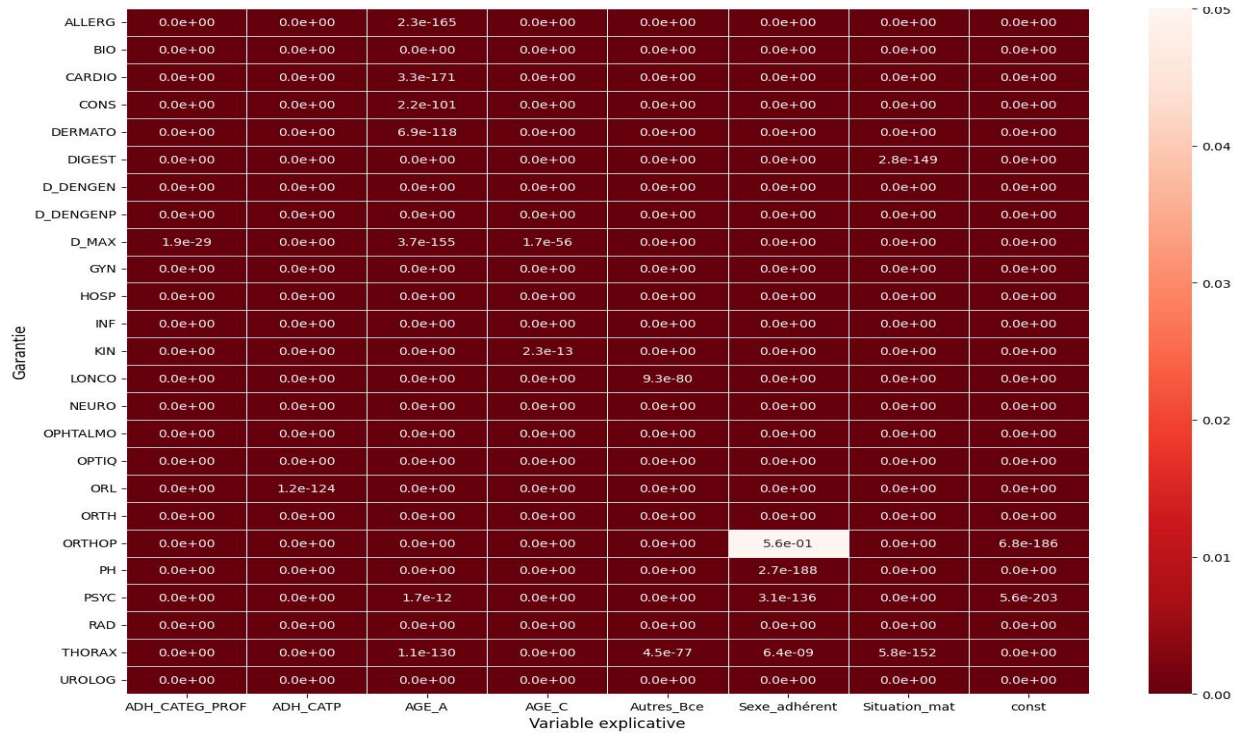 ALLERG 0.0e+00 0.0e+00 2.3e-165 0.0e+00 0.0e+00 0.0e+00 0.0e+00 0.0e+00
BIO 0.0e+00 0.0e+00 0.0e+00 0.0e+00 0.0e+00 0.0e+00 0.0e+00 0.0e+00
CARDIO 0.0e+00 0.0e+00 3.3e-171 0.0e+00 0.0e+00 0.0e+00 0.0e+00 0.0e+00
CONS 0.0e+00 0.0e+00 2.2e-101 0.0e+00 0.0e+00 0.0e+00 0.0e+00 0.0e+00
DERMATO 0.0e+00 0.0e+00 6.9e-118 0.0e+00 0.0e+00 0.0e+00 0.0e+00 0.0e+00
DIGEST 0.0e+00 0.0e+00 0.0e+00 0.0e+00 0.0e+00 0.0e+00 2.8e-149 0.0e+00
D_DENGEN 0.0e+00 0.0e+00 0.0e+00 0.0e+00 0.0e+00 0.0e+00 0.0e+00 0.0e+00
D_DENGENP 0.0e+00 0.0e+00 0.0e+00 0.0e+00 0.0e+00 0.0e+00 0.0e+00 0.0e+00
D_MAX 1.9e-29 0.0e+00 3.7e-155 1.7e-56 0.0e+00 0.0e+00 0.0e+00 0.0e+00
GYN 0.0e+00 0.0e+00 0.0e+00 0.0e+00 0.0e+00 0.0e+00 0.0e+00 0.0e+00
HOSP 0.0e+00 0.0e+00 0.0e+00 0.0e+00 0.0e+00 0.0e+00 0.0e+00 0.0e+00
INF 0.0e+00 0.0e+00 0.0e+00 0.0e+00 0.0e+00 0.0e+00 0.0e+00 0.0e+00
KIN 0.0e+00 0.0e+00 0.0e+00 2.3e-13 0.0e+00 0.0e+00 0.0e+00 0.0e+00
LONCO 0.0e+00 0.0e+00 0.0e+00 0.0e+00 9.3e-80 0.0e+00 0.0e+00 0.0e+00
NEURO 0.0e+00 0.0e+00 0.0e+00 0.0e+00 0.0e+00 0.0e+00 0.0e+00 0.0e+00
OPHTALMO 0.0e+00 0.0e+00 0.0e+00 0.0e+00 0.0e+00 0.0e+00 0.0e+00 0.0e+00
OPTIQ 0.0e+00 0.0e+00 0.0e+00 0.0e+00 0.0e+00 0.0e+00 0.0e+00 0.0e+00
ORL 0.0e+00 1.2e-124 0.0e+00 0.0e+00 0.0e+00 0.0e+00 0.0e+00 0.0e+00
ORTH 0.0e+00 0.0e+00 0.0e+00 0.0e+00 0.0e+00 0.0e+00 0.0e+00 0.0e+00
ORTHOP 0.0e+00 0.0e+00 0.0e+00 0.0e+00 0.0e+00 5.6e-01 0.0e+00 6.8e-186
PH 0.0e+00 0.0e+00 0.0e+00 0.0e+00 0.0e+00 2.7e-188 0.0e+00 0.0e+00
PSYC 0.0e+00 0.0e+00 1.7e-12 0.0e+00 0.0e+00 3.1e-136 0.0e+00 5.6e-203
RAD 0.0e+00 0.0e+00 0.0e+00 0.0e+00 0.0e+00 0.0e+00 0.0e+00 0.0e+00
THORAX 0.0e+00 0.0e+00 1.1e-130 0.0e+00 4.5e-77 6.4e-09 5.8e-152 0.0e+00
UROLOG 0.0e+00 0.0e+00 0.0e+00 0.0e+00 0.0e+00 0.0e+00 0.0e+00 0.0e+00
ADH_CATEG_PROF ADH_CATP AGE_A AGE_C Autres_Bce Sexe_adhérent Situation_mat const
Variable explicative
Garantie
0.05
0.04
0.03
0.02
0.01
0.00